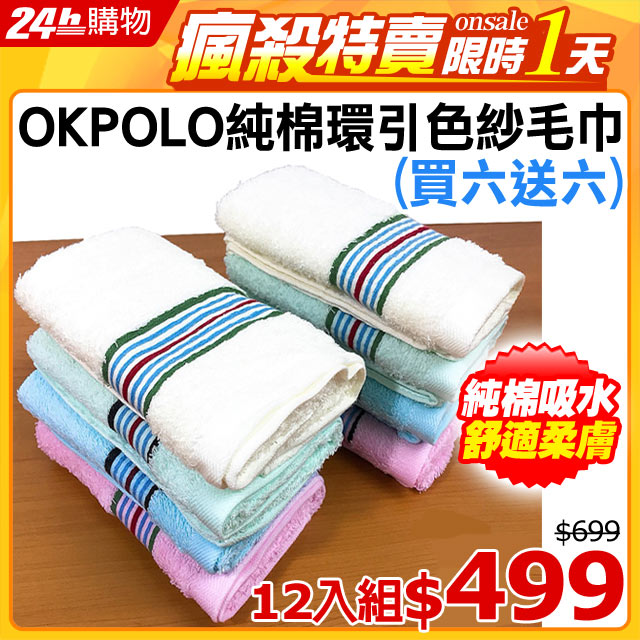 24h購物
瘋殺特賣
onsale
限時1天
OKPOLO純棉環引色紗毛巾
(買六送六)
純棉吸水
舒適柔膚
$699
12入組$499